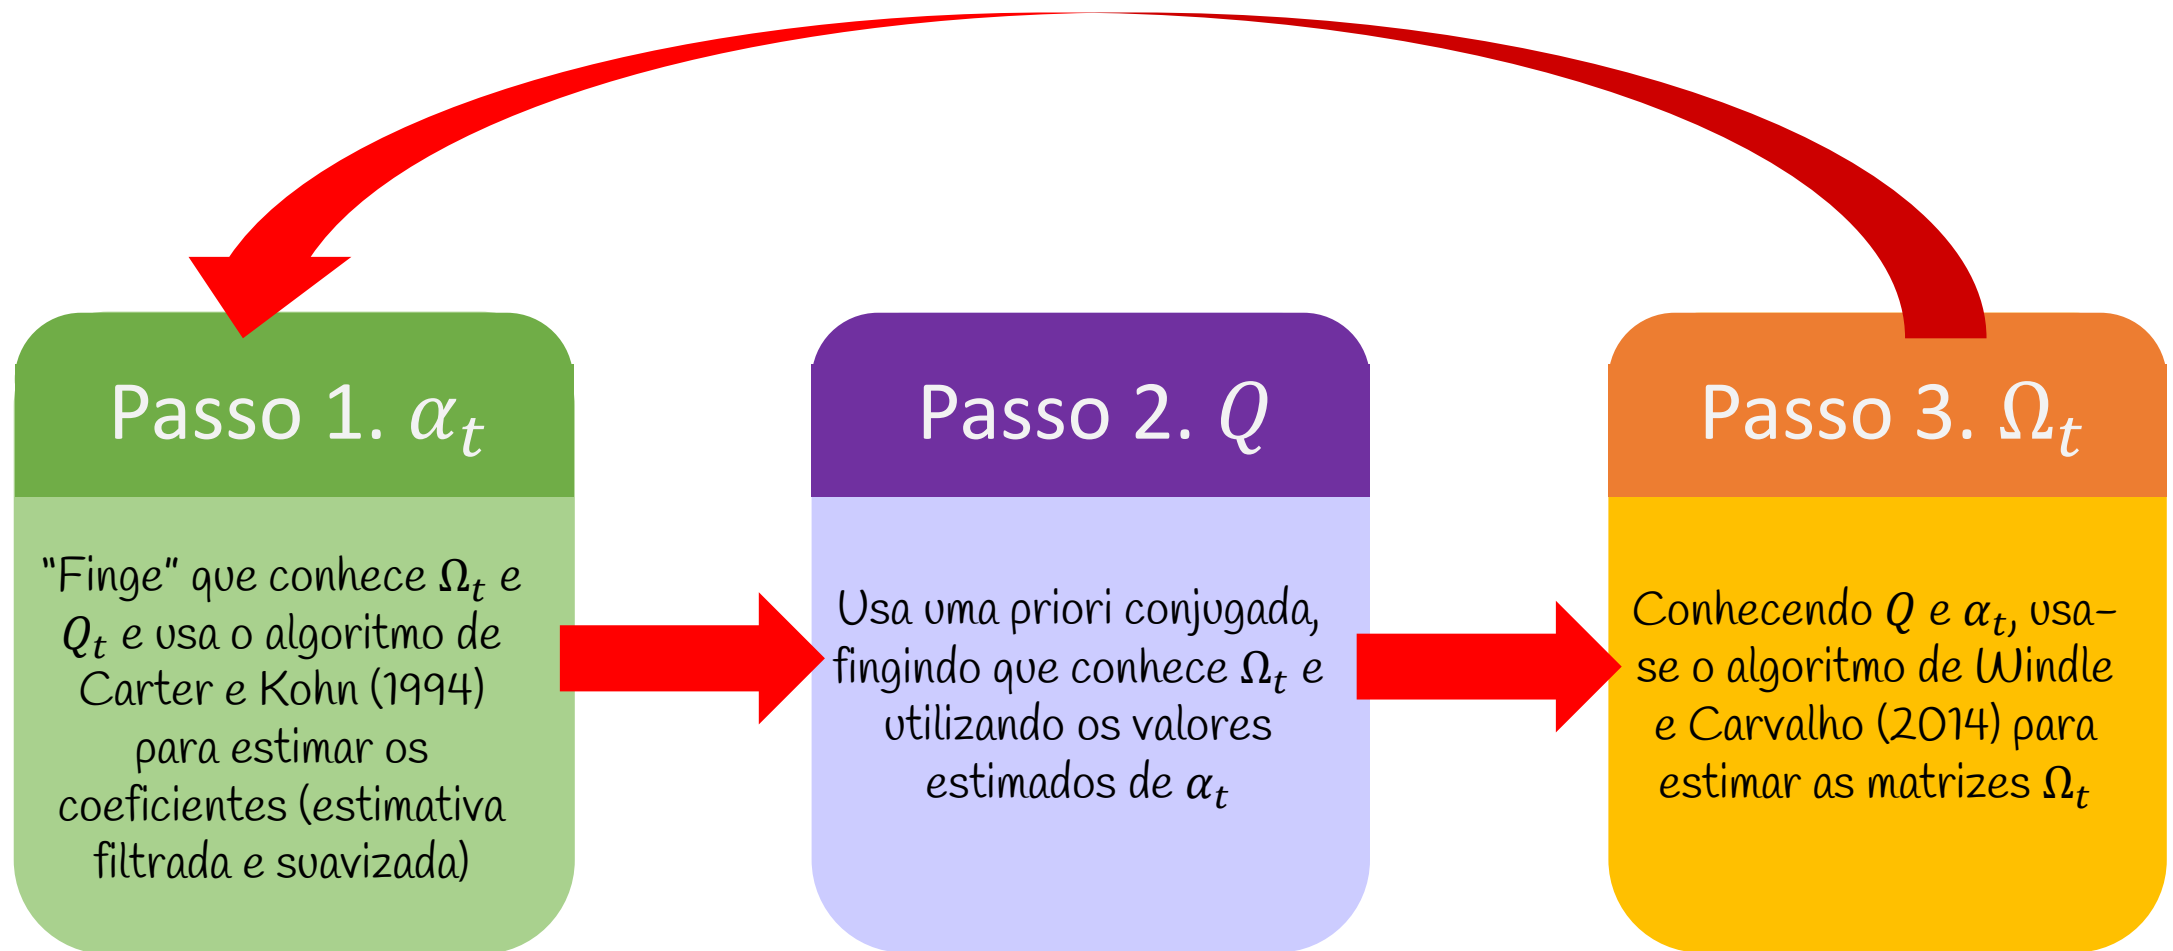 Passo 1. αₜ
"Finge" que conhece Ωₜ e
Qₜ e usa o algoritmo de
Carter e Kohn (1994)
para estimar os
coeficientes (estimativa
filtrada e suavizada)
Passo 2. Q
Usa uma priori conjugada,
fingindo que conhece Ωₜ e
utilizando os valores
estimados de αₜ
Passo 3. Ωₜ
Conhecendo Q e αₜ, usa-
se o algoritmo de Windle
e Carvalho (2014) para
estimar as matrizes Ωₜ